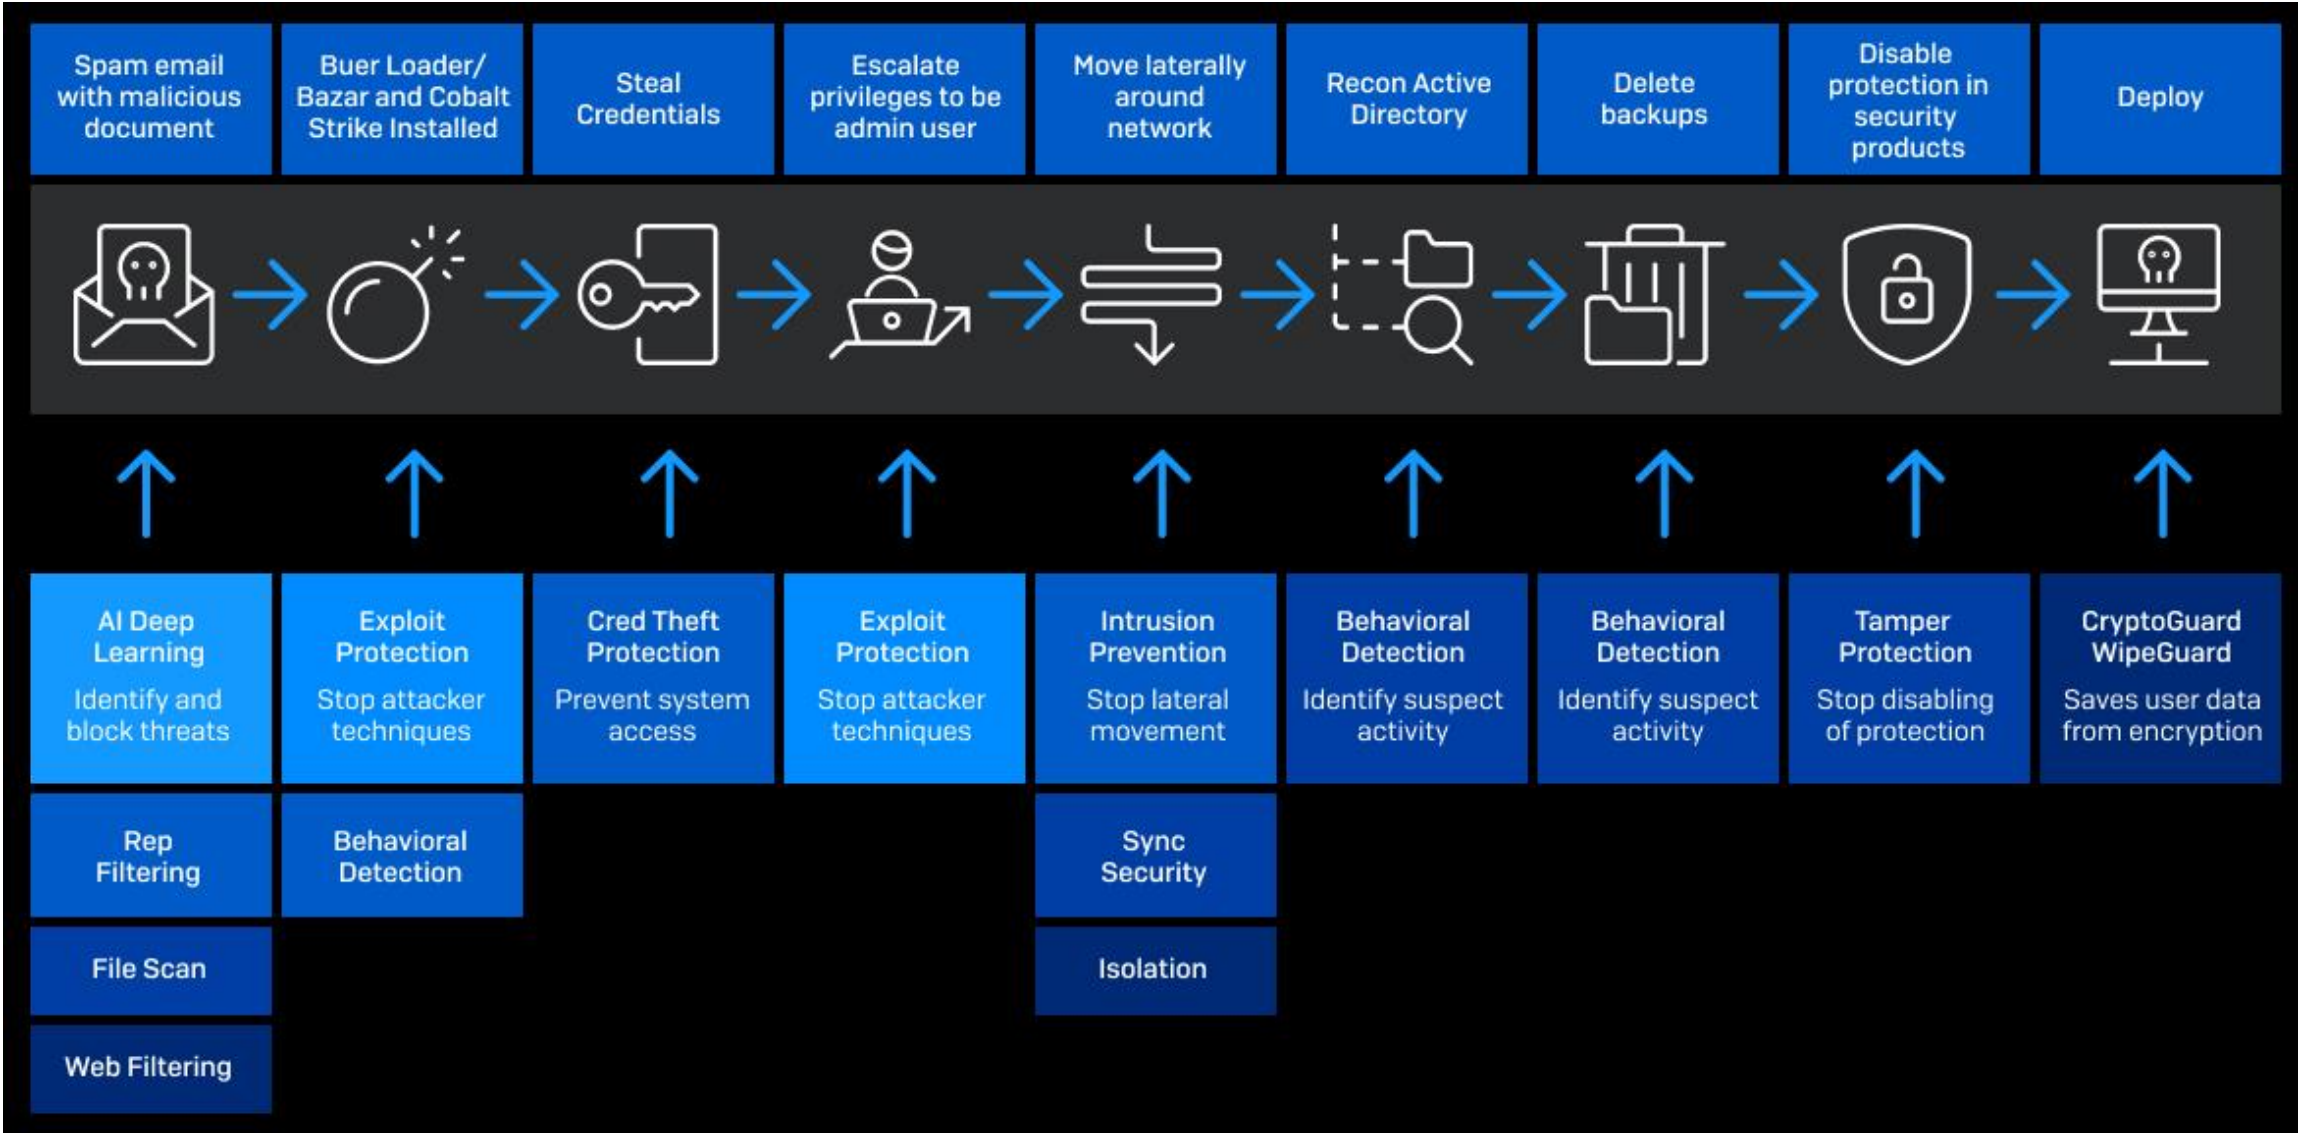 Spam email
with malicious
document
Buer Loader/
Bazar and Cobalt
Strike Installed
Steal
Credentials
Escalate
privileges to be
admin user
Move laterally
around
network
Recon Active
Directory
Delete
backups
Disable
protection in
security
products
Deploy
AI Deep
Learning
Identify and
block threats
Exploit
Protection
Stop attacker
techniques
Cred Theft
Protection
Prevent system
access
Exploit
Protection
Stop attacker
techniques
Intrusion
Prevention
Stop lateral
movement
Behavioral
Detection
Identify suspect
activity
Behavioral
Detection
Identify suspect
activity
Tamper
Protection
Stop disabling
of protection
CryptoGuard
WipeGuard
Saves user data
from encryption
Rep
Filtering
Behavioral
Detection
Sync
Security
File Scan
Isolation
Web Filtering